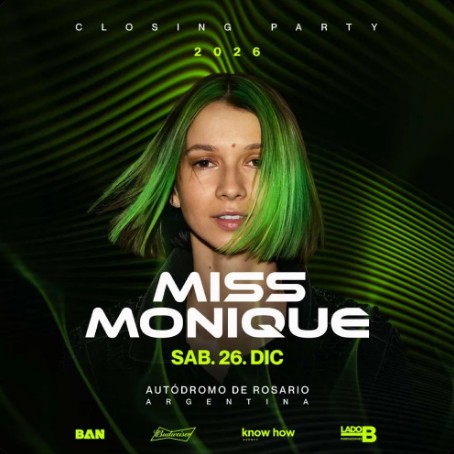 CLOSING PARTY
2026
MISS
MONIQUE
SAB. 26. DIC
AUTÓDROMO DE ROSARIO
ARGENTINA
BAN
Budweiser
know how
LADO B